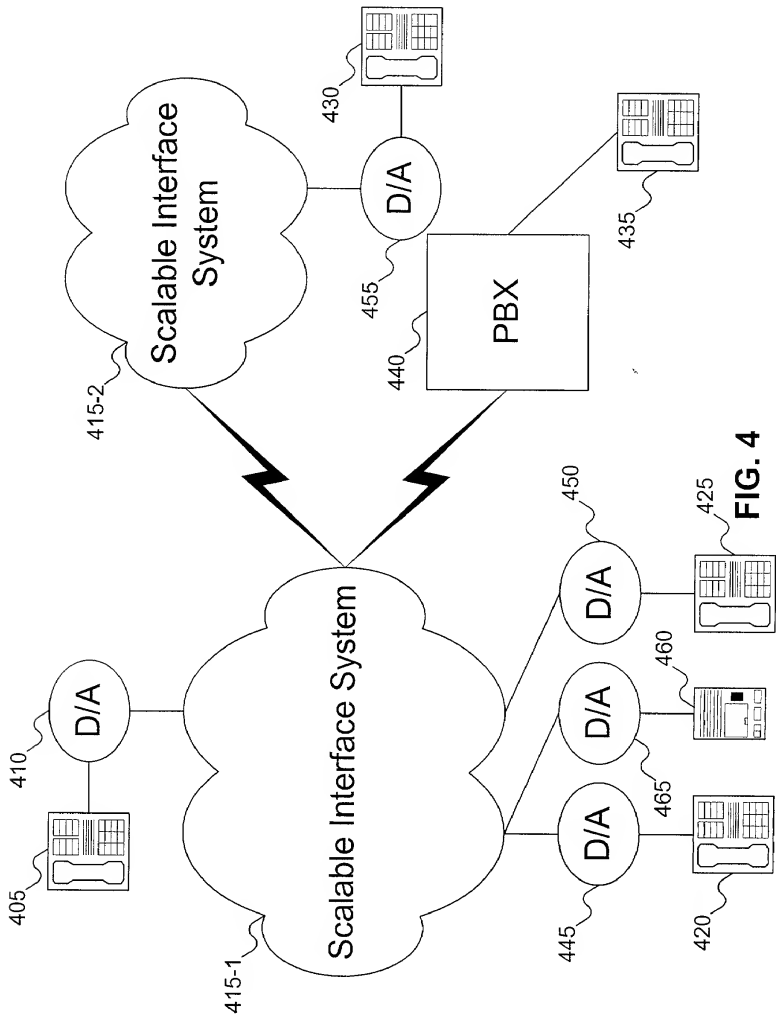 405
410
D/A
415-1
Scalable Interface System
415-2
Scalable Interface
System
D/A
430
455
440
PBX
435
445
D/A
465
D/A
450
D/A
420
460
425
FIG. 4